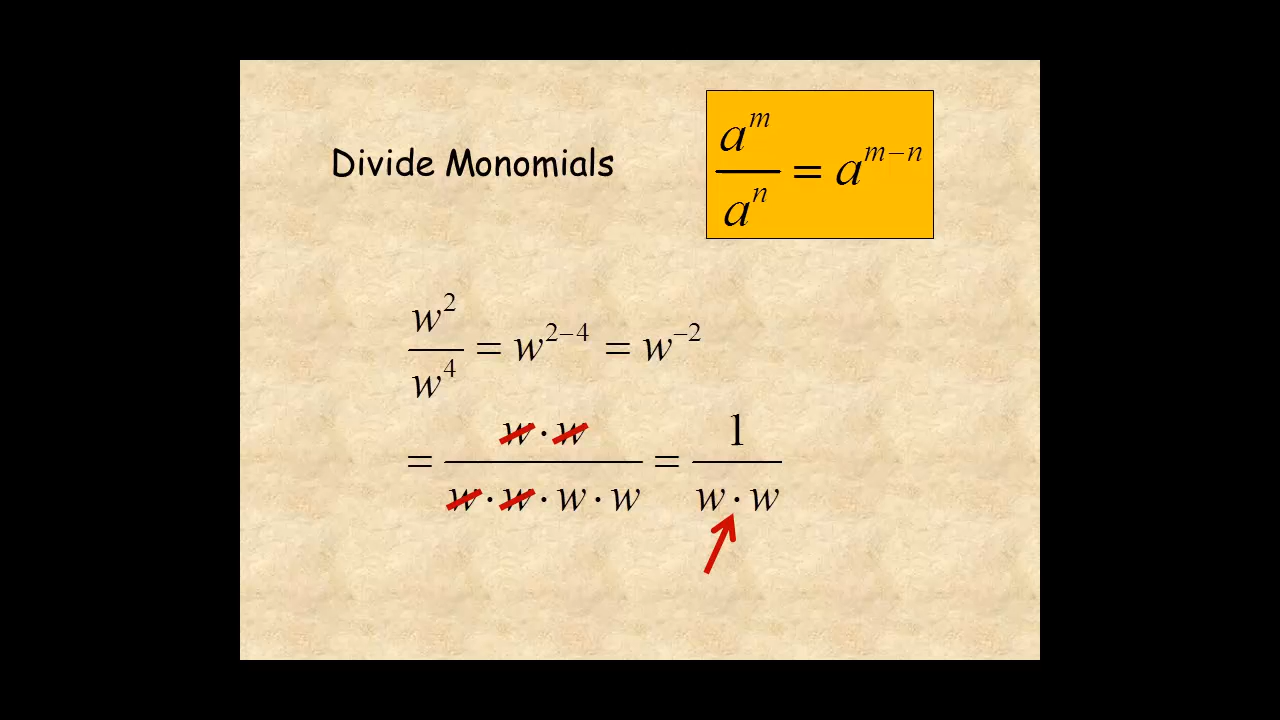 Divide Monomials
a^m / a^n = a^(m−n)
w^2 / w^4 = w^(2−4) = w^(−2)
= w · w / w · w · w · w = 1 / w · w